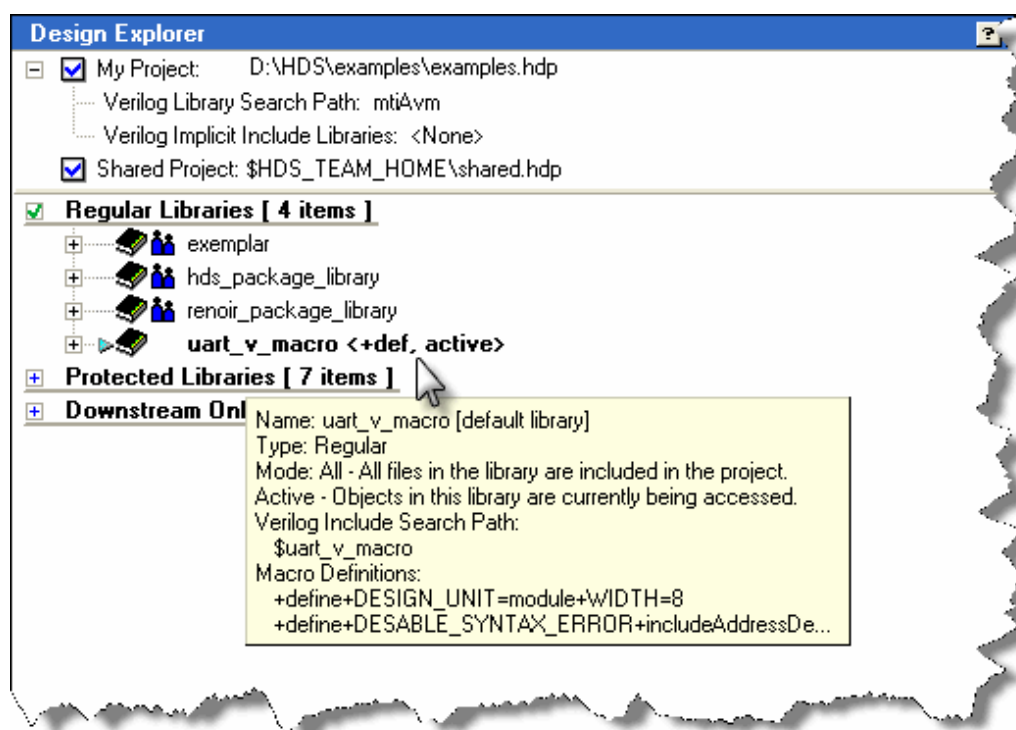 Design Explorer ?
My Project: D:\HDS\examples\examples.hdp
Verilog Library Search Path: mtiAvm
Verilog Implicit Include Libraries: <None>
Shared Project: $HDS_TEAM_HOME\shared.hdp
Regular Libraries [ 4 items ]
exemplar
hds_package_library
renoir_package_library
uart_v_macro <+def, active>
Protected Libraries [ 7 items ]
Downstream Onl
Name: uart_v_macro [default library]
Type: Regular
Mode: All - All files in the library are included in the project.
Active - Objects in this library are currently being accessed.
Verilog Include Search Path:
$uart_v_macro
Macro Definitions:
+define+DESIGN_UNIT=module+WIDTH=8
+define+DESABLE_SYNTAX_ERROR+includeAddressDe...